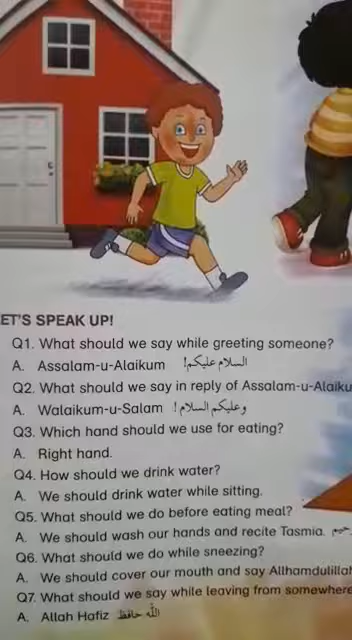 ET'S SPEAK UP!
Q1. What should we say while greeting someone?
A. Assalam-u-Alaikum السلام علیکم!
Q2. What should we say in reply of Assalam-u-Alaiku
A. Walaikum-u-Salam وعلیکم السلام!
Q3. Which hand should we use for eating?
A. Right hand.
Q4. How should we drink water?
A. We should drink water while sitting.
Q5. What should we do before eating meal?
A. We should wash our hands and recite Tasmia.
Q6. What should we do while sneezing?
A. We should cover our mouth and say Allhamdulillah
Q7. What should we say while leaving from somewhere
A. Allah Hafiz اللہ حافظ